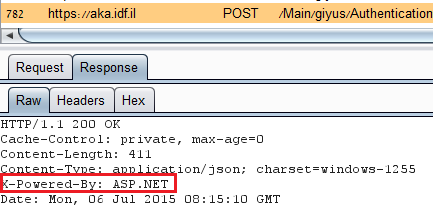 782 https://aka.idf.il POST /Main/giyus/Authentication
Request Response
Raw Headers Hex
HTTP/1.1 200 OK
Cache-Control: private, max-age=0
Content-Length: 411
Content-Type: application/json; charset=windows-1255
X-Powered-By: ASP.NET
Date: Mon, 06 Jul 2015 08:15:10 GMT